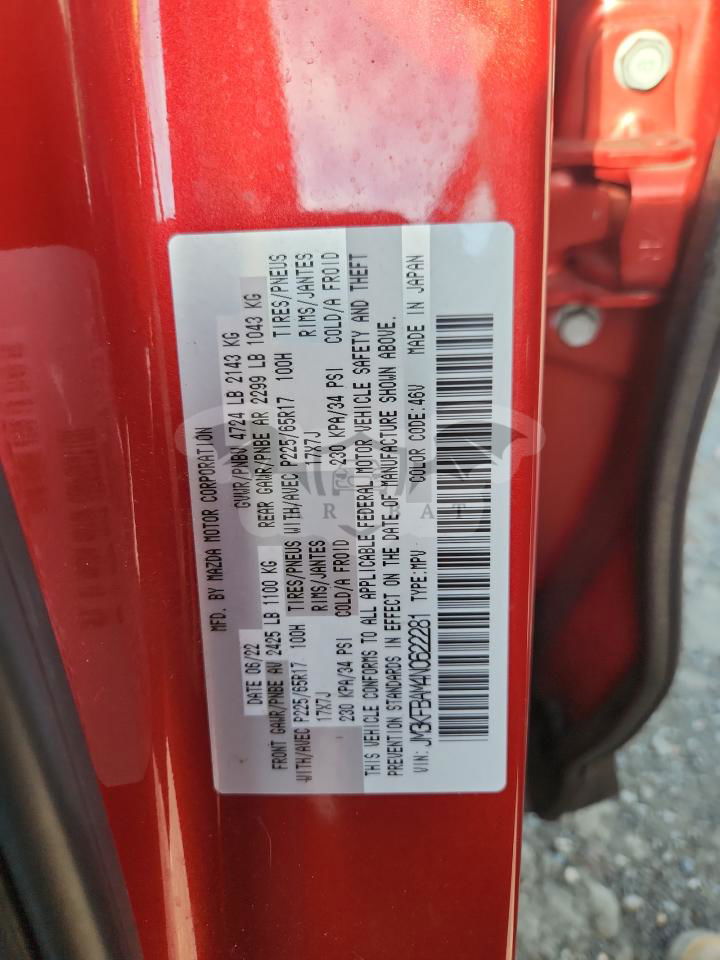 MFD. BY MAZDA MOTOR CORPORATION
DATE 06/22 GVWR/PNBV 4724 LB 2143 KG
FRONT GAWR/PNBE AV 2425 LB 1100 KG REAR GAWR/PNBE AR 2299 LB 1043 KG
WITH/AVEC P225/65R17 100H TIRES/PNEUS WITH/AVEC P225/65R17 100H TIRES/PNEUS
17X7J RIMS/JANTES 17X7J RIMS/JANTES
230 KPA/34 PSI COLD/A FROID 230 KPA/34 PSI COLD/A FROID
THIS VEHICLE CONFORMS TO ALL APPLICABLE FEDERAL MOTOR VEHICLE SAFETY AND THEFT
PREVENTION STANDARDS IN EFFECT ON THE DATE OF MANUFACTURE SHOWN ABOVE.
VIN: JM3KFBAM4N0622281 TYPE:MPV COLOR CODE:46V MADE IN JAPAN